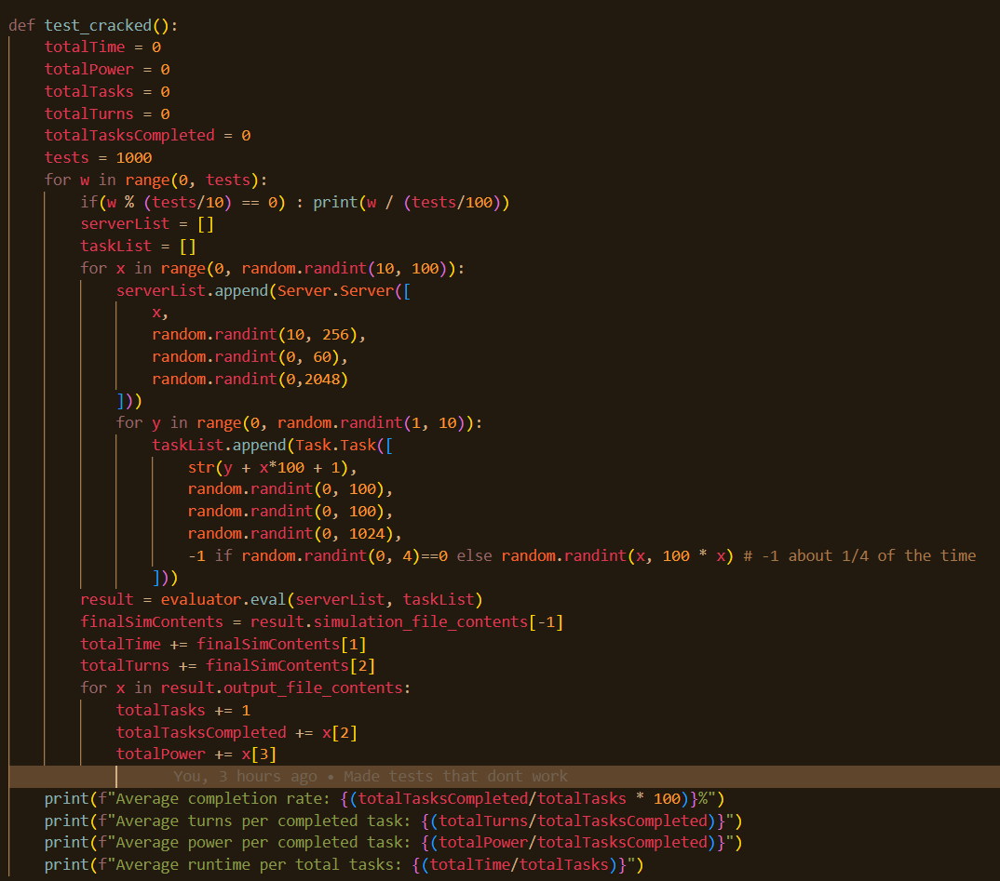 def test_cracked():
    totalTime = 0
    totalPower = 0
    totalTasks = 0
    totalTurns = 0
    totalTasksCompleted = 0
    tests = 1000
    for w in range(0, tests):
        if(w % (tests/10) == 0) : print(w / (tests/100))
        serverList = []
        taskList = []
        for x in range(0, random.randint(10, 100)):
            serverList.append(Server.Server([
                x,
                random.randint(10, 256),
                random.randint(0, 60),
                random.randint(0,2048)
            ]))
            for y in range(0, random.randint(1, 10)):
                taskList.append(Task.Task([
                    str(y + x*100 + 1),
                    random.randint(0, 100),
                    random.randint(0, 100),
                    random.randint(0, 1024),
                    -1 if random.randint(0, 4)==0 else random.randint(x, 100 * x) # -1 about 1/4 of the time
                ]))
        result = evaluator.eval(serverList, taskList)
        finalSimContents = result.simulation_file_contents[-1]
        totalTime += finalSimContents[1]
        totalTurns += finalSimContents[2]
        for x in result.output_file_contents:
            totalTasks += 1
            totalTasksCompleted += x[2]
            totalPower += x[3]
                You, 3 hours ago • Made tests that dont work
    print(f"Average completion rate: {(totalTasksCompleted/totalTasks * 100)}%")
    print(f"Average turns per completed task: {(totalTurns/totalTasksCompleted)}")
    print(f"Average power per completed task: {(totalPower/totalTasksCompleted)}")
    print(f"Average runtime per total tasks: {(totalTime/totalTasks)}")